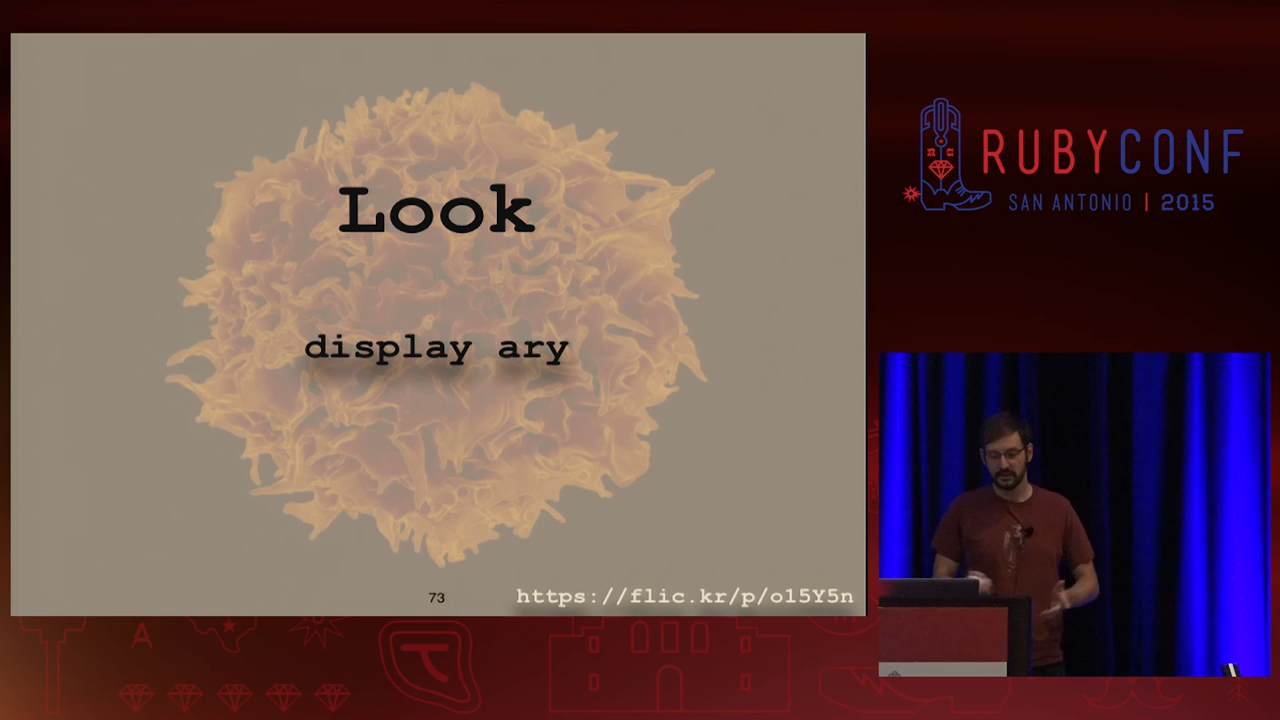 Look
display ary
73
https://flic.kr/p/o15Y5n
RUBYCONF
SAN ANTONIO | 2015
A